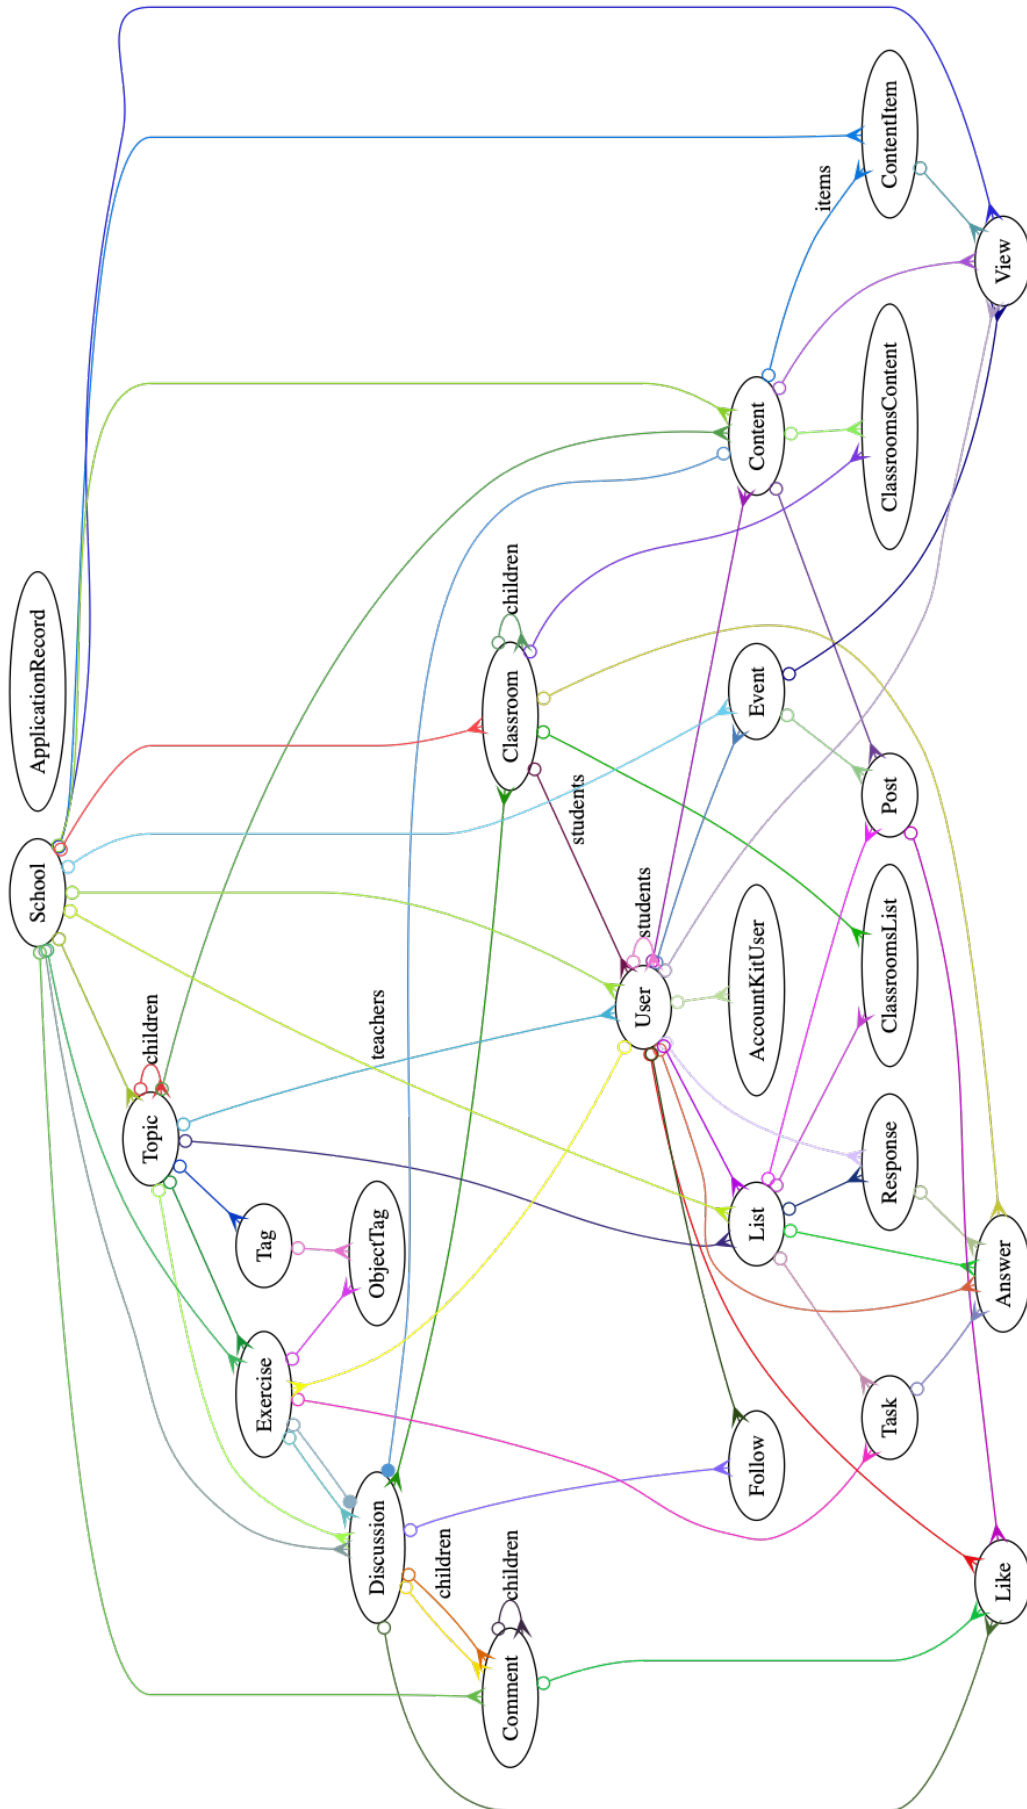 ApplicationRecord
School
children
Topic
Tag
ObjectTag
Exercise
teachers
Discussion
children
children
Comment
children
Classroom
students
students
User
AccountKitUser
Content
items
ContentItem
View
ClassroomsContent
Event
Post
ClassroomsList
List
Response
Follow
Task
Answer
Like